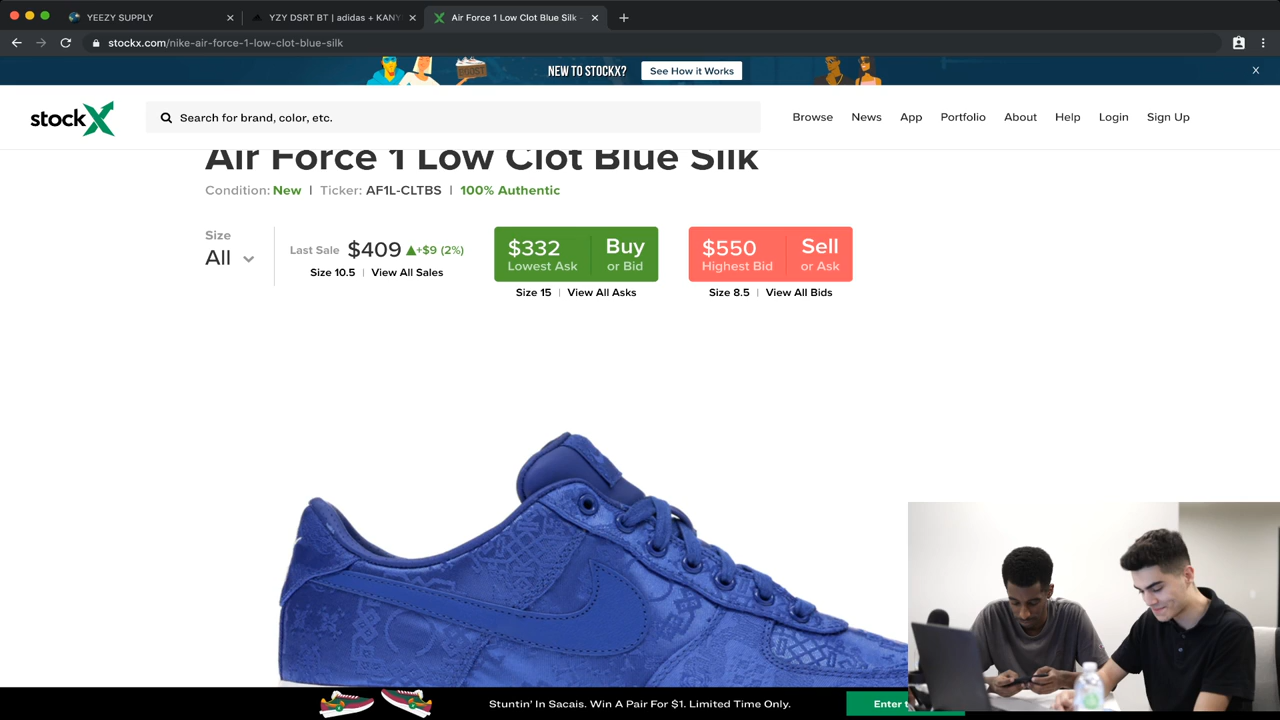 YEEZY SUPPLY
YZY DSRT BT | adidas + KANY
Air Force 1 Low Clot Blue Silk -
stockx.com/nike-air-force-1-low-clot-blue-silk
NEW TO STOCKX?
See How it Works
X
stockX
Search for brand, color, etc.
Browse
News
App
Portfolio
About
Help
Login
Sign Up
Air Force 1 Low Clot Blue Silk
Condition: New | Ticker: AF1L-CLTBS | 100% Authentic
Size
All
Last Sale $409 ▲+$9 (2%)
Size 10.5 | View All Sales
$332
Lowest Ask
Buy
or Bid
Size 15 | View All Asks
$550
Highest Bid
Sell
or Ask
Size 8.5 | View All Bids
Stuntin' In Sacais. Win A Pair For $1. Limited Time Only.
Enter